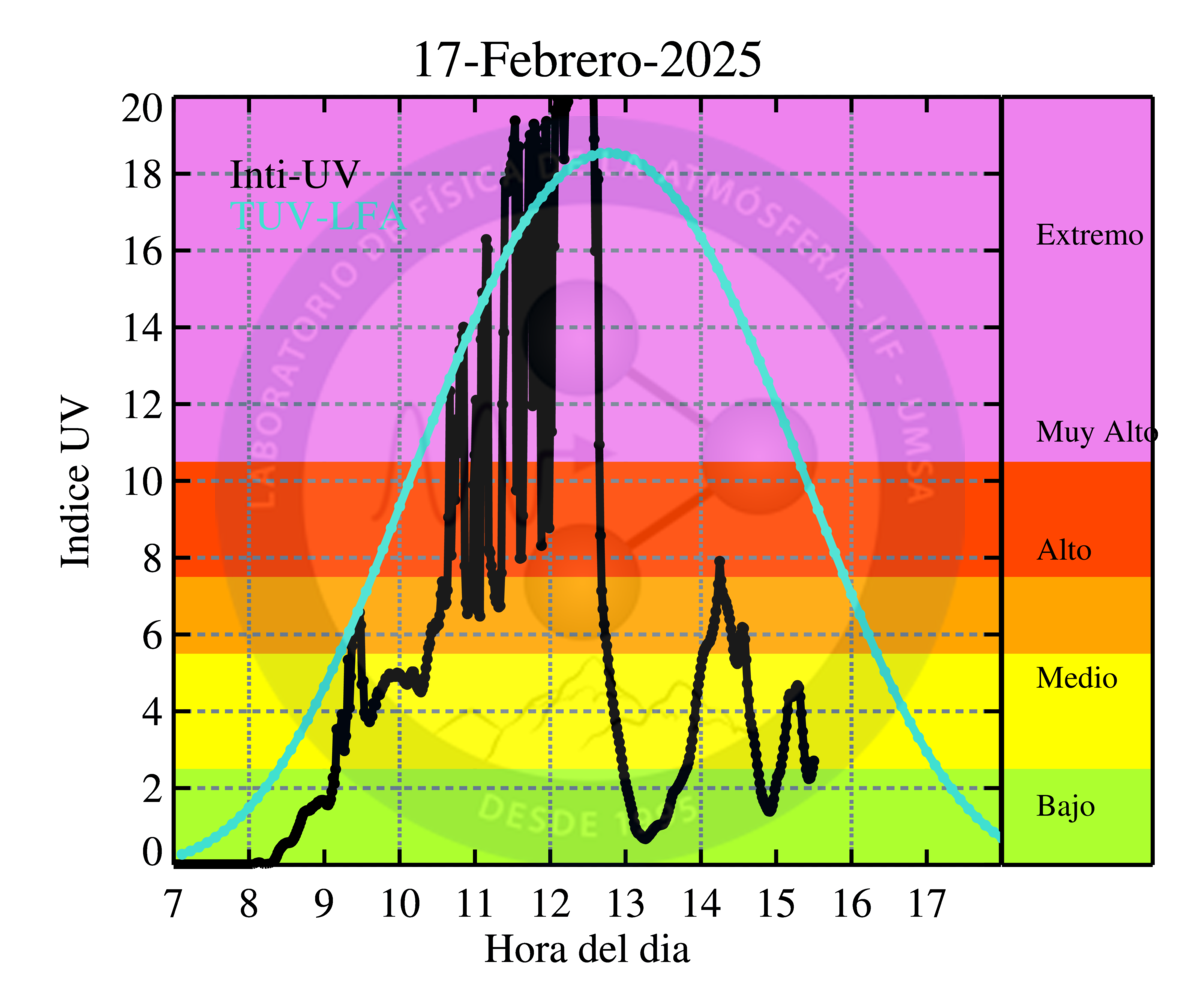 17-Febrero-2025
Inti-UV
TUV-LFA
LABORATORIO DE FÍSICA DE LA ATMÓSFERA - IIF - UMSA
DESDE 1995
Indice UV
20
18
16
14
12
10
8
6
4
2
0
Extremo
Muy Alto
Alto
Medio
Bajo
7 8 9 10 11 12 13 14 15 16 17
Hora del dia